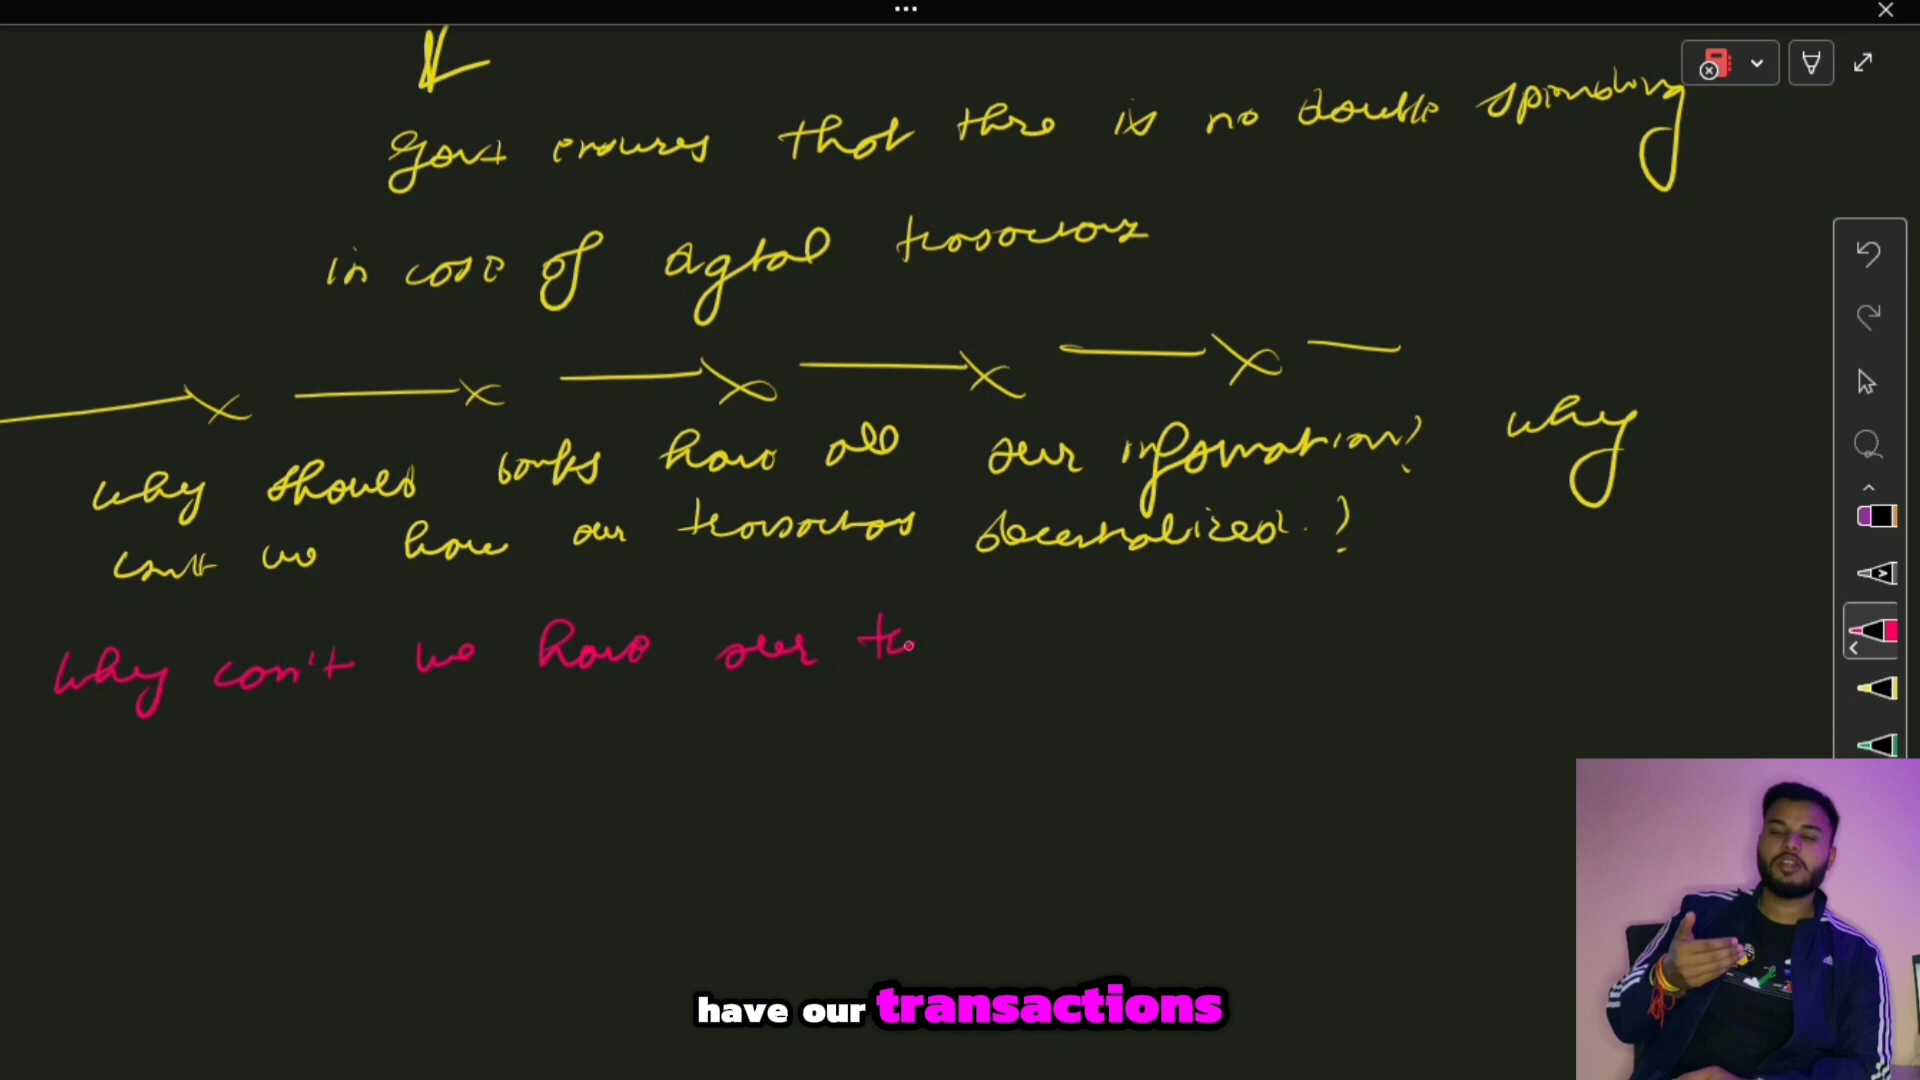 Govt ensures that there is no double spending
in case of digital transactions
why should banks have all our information? why
can't we have our transactions decentralized.?
Why can't we have our tr
have our transactions